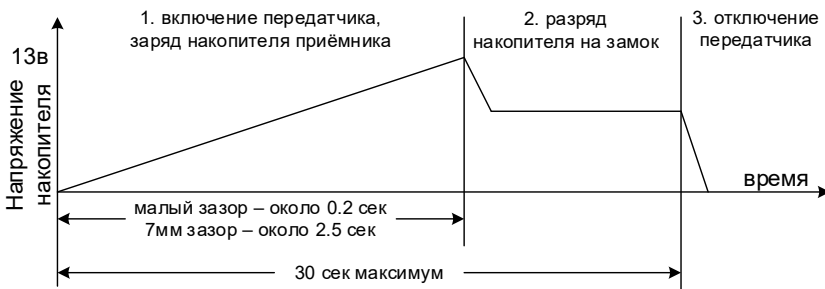 1. включение передатчика,
заряд накопителя приёмника
2. разряд
накопителя на замок
3. отключение
передатчика
13в
Напряжение
накопителя
время
малый зазор – около 0.2 сек
7мм зазор – около 2.5 сек
30 сек максимум